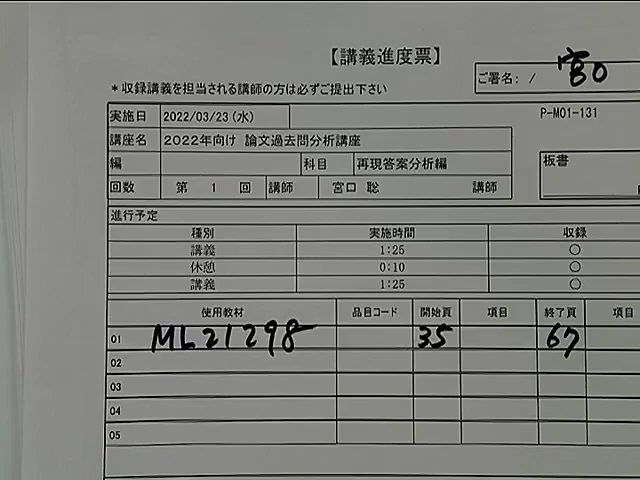 【講義進度票】
ご署名: / 宮口
*収録講義を担当される講師の方は必ずご提出下さい
P-M01-131
実施日 2022/03/23(水)
講座名 2022年向け 論文過去問分析講座
編 科目 再現答案分析編
板書
回数 第 1 回 講師 宮口 聡 講師
進行予定
種別 実施時間 収録
講義 1:25 〇
休憩 0:10 〇
講義 1:25 〇
使用教材 品目コード 開始頁 項目 終了頁 項目
01 ML21298 35 67
02
03
04
05